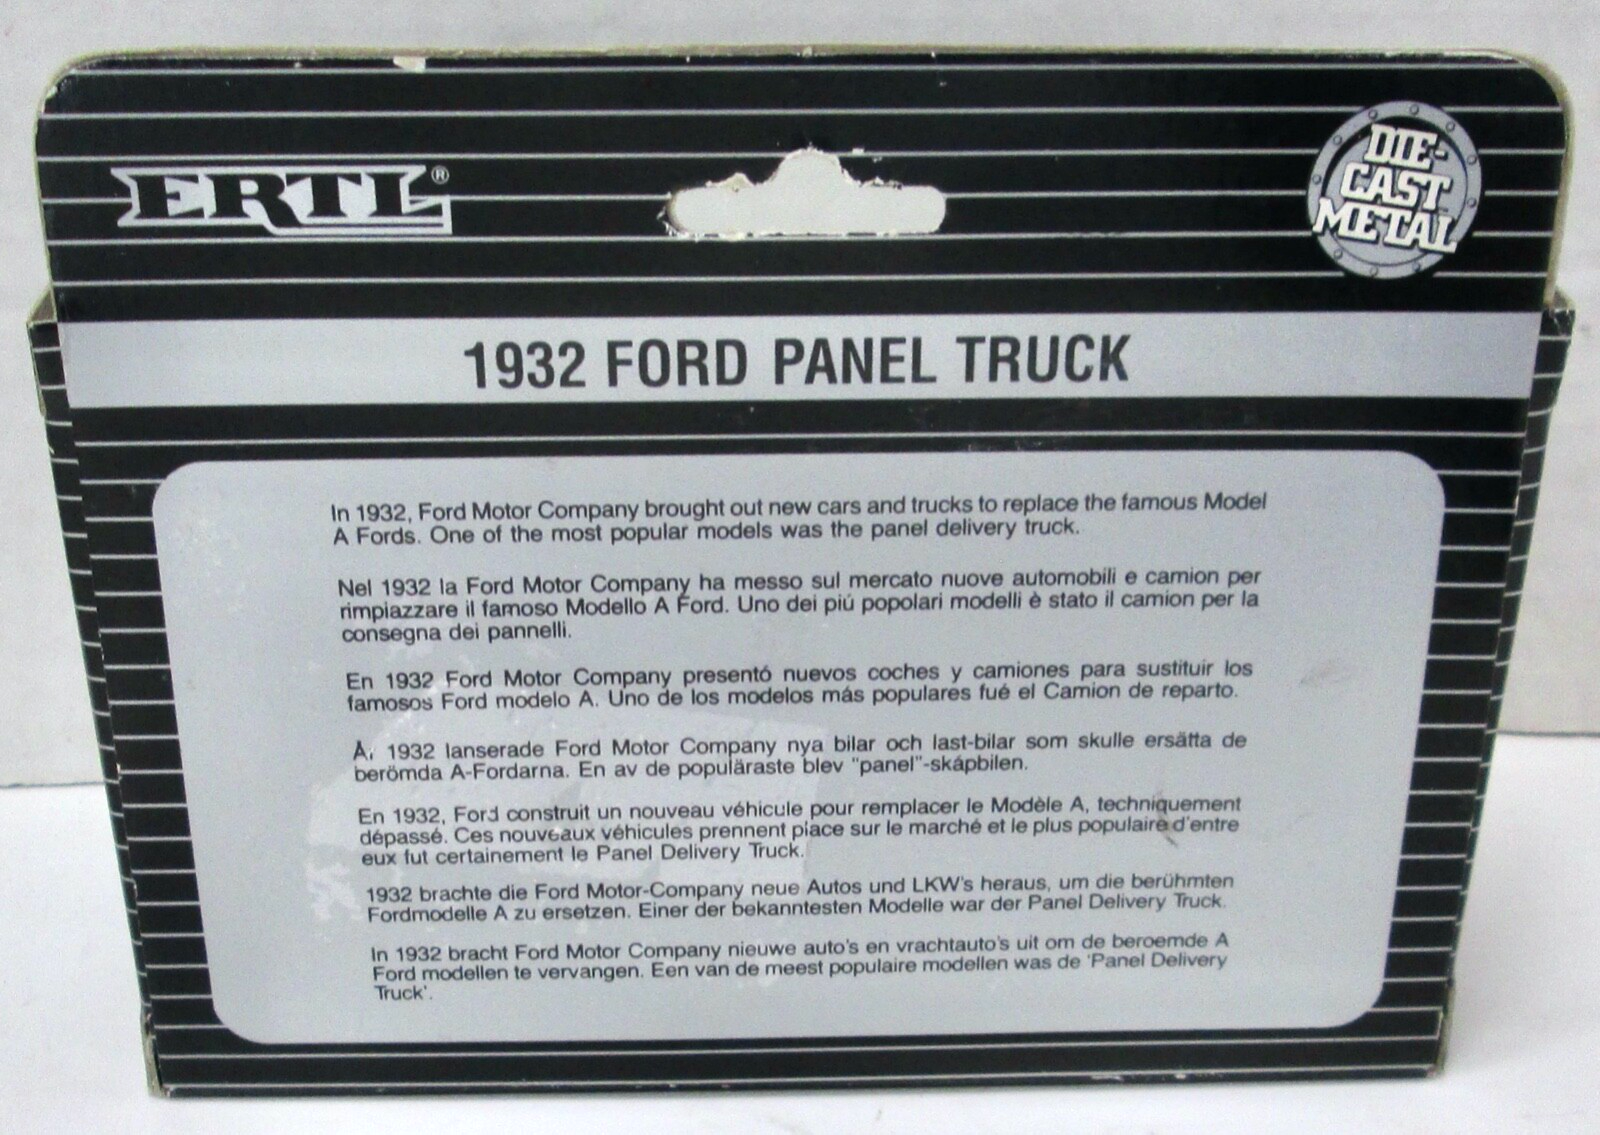 ERTL®
DIE-
CAST
METAL
1932 FORD PANEL TRUCK
In 1932, Ford Motor Company brought out new cars and trucks to replace the famous Model
A Fords. One of the most popular models was the panel delivery truck.
Nel 1932 la Ford Motor Company ha messo sul mercato nuove automobili e camion per
rimpiazzare il famoso Modello A Ford. Uno dei piú popolari modelli è stato il camion per la
consegna dei pannelli.
En 1932 Ford Motor Company presentó nuevos coches y camiones para sustituir los
famosos Ford modelo A. Uno de los modelos más populares fué el Camion de reparto.
Å, 1932 lanserade Ford Motor Company nya bilar och last-bilar som skulle ersätta de
berömda A-Fordarna. En av de populäraste blev "panel"-skápbilen.
En 1932, Ford construit un nouveau véhicule pour remplacer le Modèle A, techniquement
dépassé. Ces nouveaux véhicules prennent place sur le marché et le plus populaire d'entre
eux fut certainement le Panel Delivery Truck.
1932 brachte die Ford Motor-Company neue Autos und LKW's heraus, um die berühmten
Fordmodelle A zu ersetzen. Einer der bekanntesten Modelle war der Panel Delivery Truck.
In 1932 bracht Ford Motor Company nieuwe auto's en vrachtauto's uit om de beroemde A
Ford modellen te vervangen. Een van de meest populaire modellen was de 'Panel Delivery
Truck'.